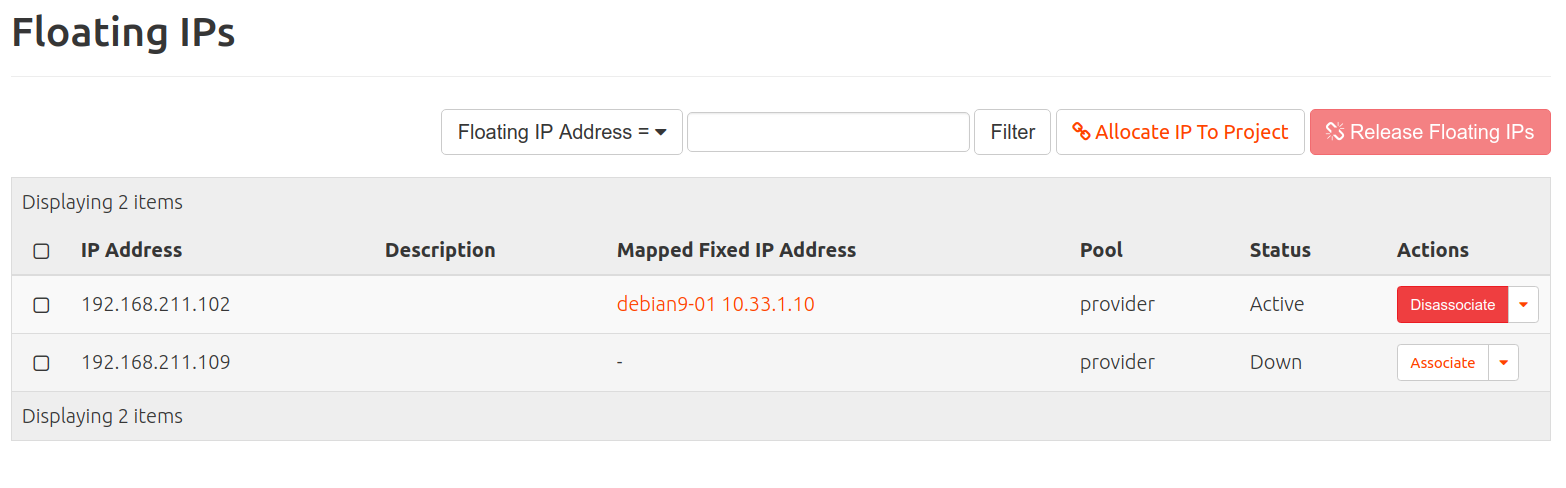 Floating IPs
Floating IP Address = Filter Allocate IP To Project Release Floating IPs
Displaying 2 items
IP Address Description Mapped Fixed IP Address Pool Status Actions
192.168.211.102 debian9-01 10.33.1.10 provider Active Disassociate
192.168.211.109 - provider Down Associate
Displaying 2 items